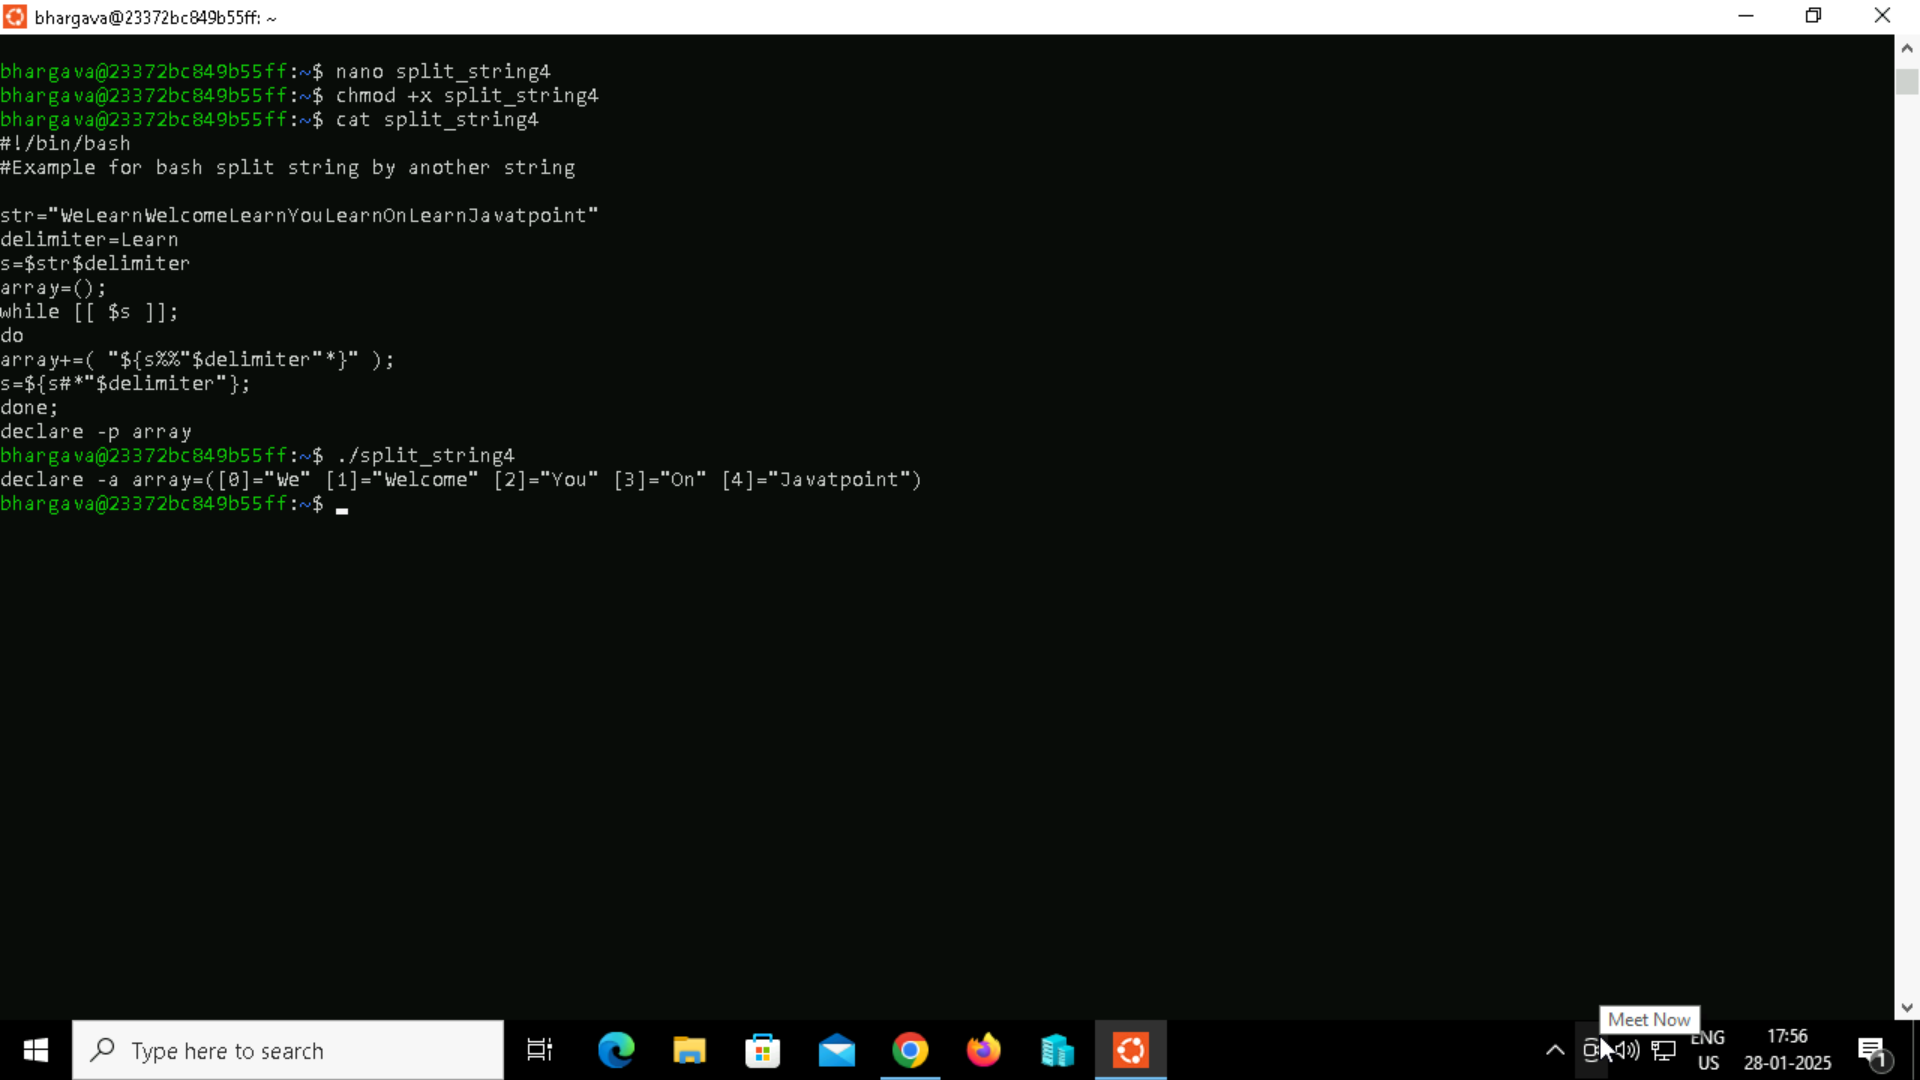 bhargava@23372bc849b55ff: ~
bhargava@23372bc849b55ff:~$ nano split_string4
bhargava@23372bc849b55ff:~$ chmod +x split_string4
bhargava@23372bc849b55ff:~$ cat split_string4
#!/bin/bash
#Example for bash split string by another string
str="WeLearnWelcomeLearnYouLearnOnLearnJavatpoint"
delimiter=Learn
s=$str$delimiter
array=();
while [[ $s ]];
do
array+=( "${s%%"$delimiter"*}" );
s=${s#*"$delimiter"};
done;
declare -p array
bhargava@23372bc849b55ff:~$ ./split_string4
declare -a array=([0]="We" [1]="Welcome" [2]="You" [3]="On" [4]="Javatpoint")
bhargava@23372bc849b55ff:~$
Meet Now
Type here to search
ENG
US
17:56
28-01-2025
1